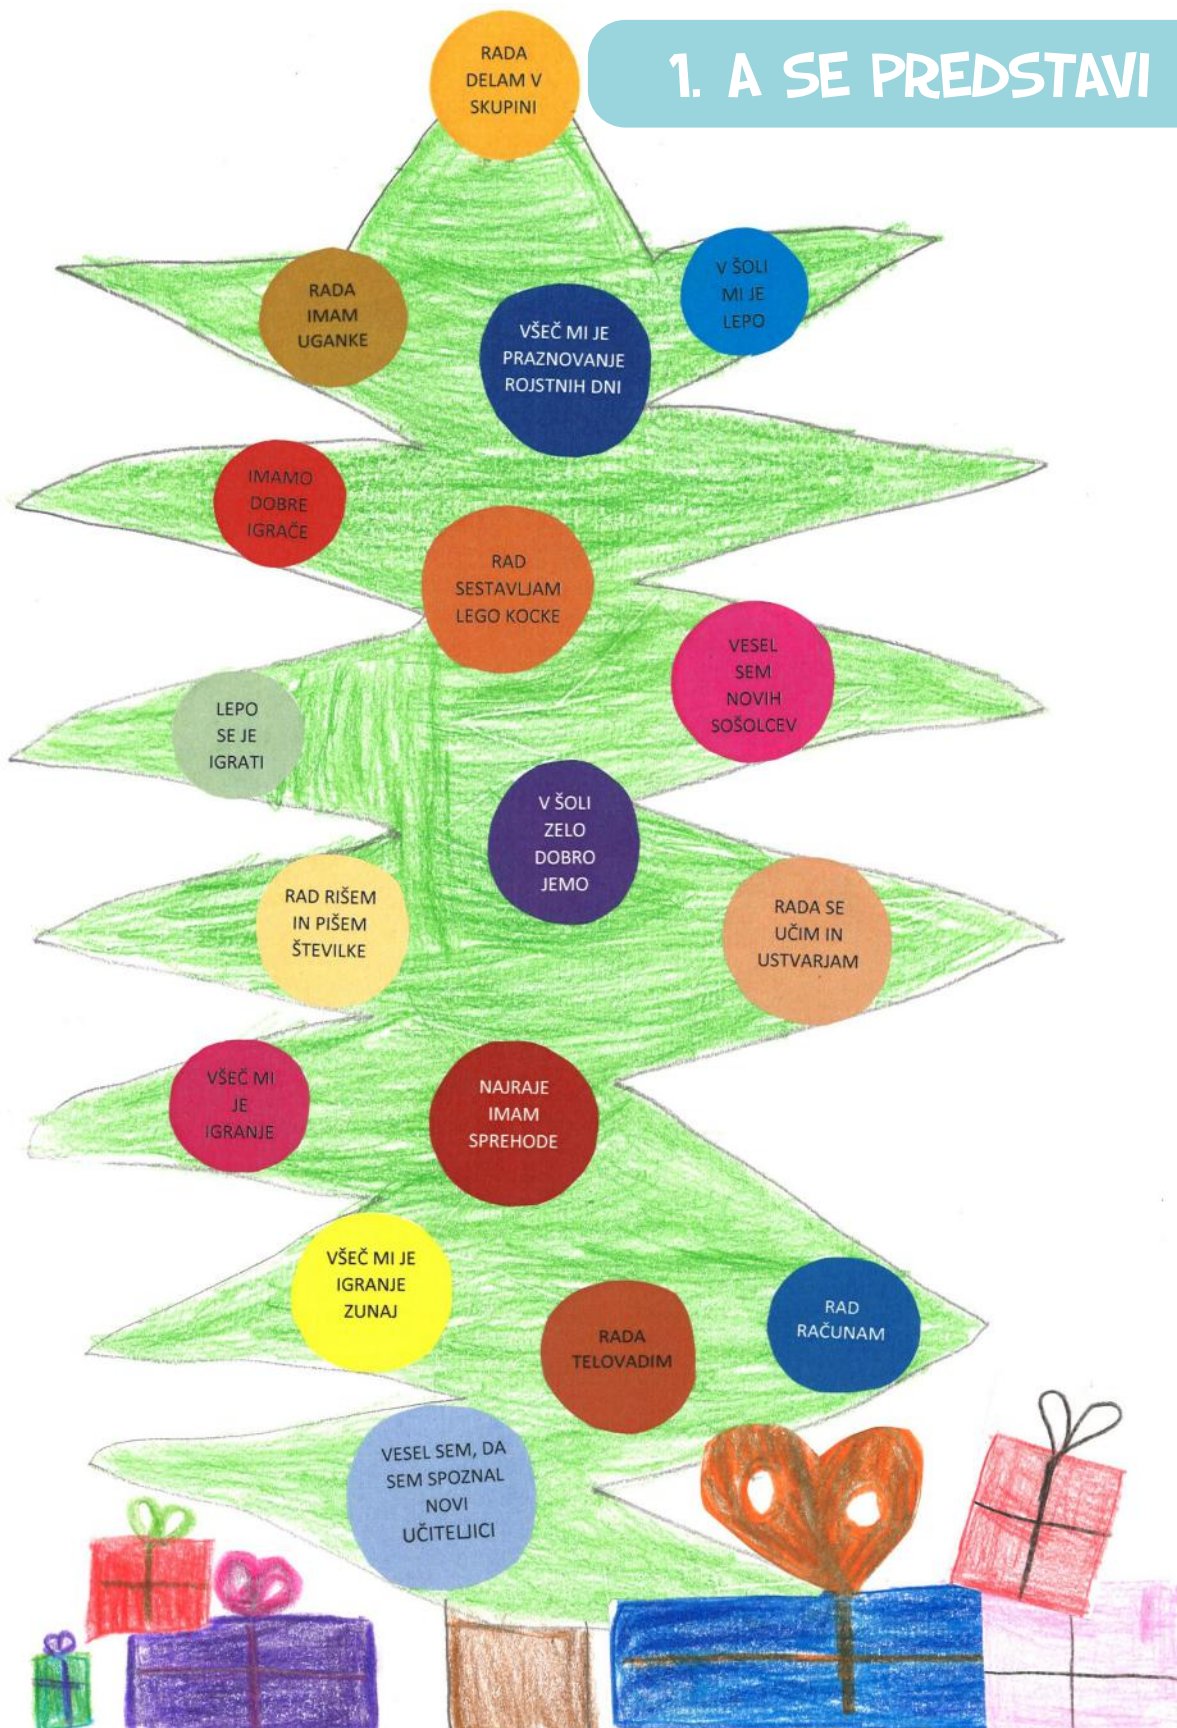 1. A SE PREDSTAVI
RADA
DELAM V
SKUPINI
RADA
IMAM
UGANKE
VŠEČ MI JE
PRAZNOVANJE
ROJSTNIH DNI
V ŠOLI
MI JE
LEPO
IMAMO
DOBRE
IGRAČE
RAD
SESTAVLJAM
LEGO KOCKE
VESEL
SEM
NOVIH
SOŠOLCEV
LEPO
SE JE
IGRATI
V ŠOLI
ZELO
DOBRO
JEMO
RAD RIŠEM
IN PIŠEM
ŠTEVILKE
RADA SE
UČIM IN
USTVARJAM
VŠEČ MI
JE
IGRANJE
NAJRAJE
IMAM
SPREHODE
VŠEČ MI JE
IGRANJE
ZUNAJ
RADA
TELOVADIM
RAD
RAČUNAM
VESEL SEM, DA
SEM SPOZNAL
NOVI
UČITELJICI